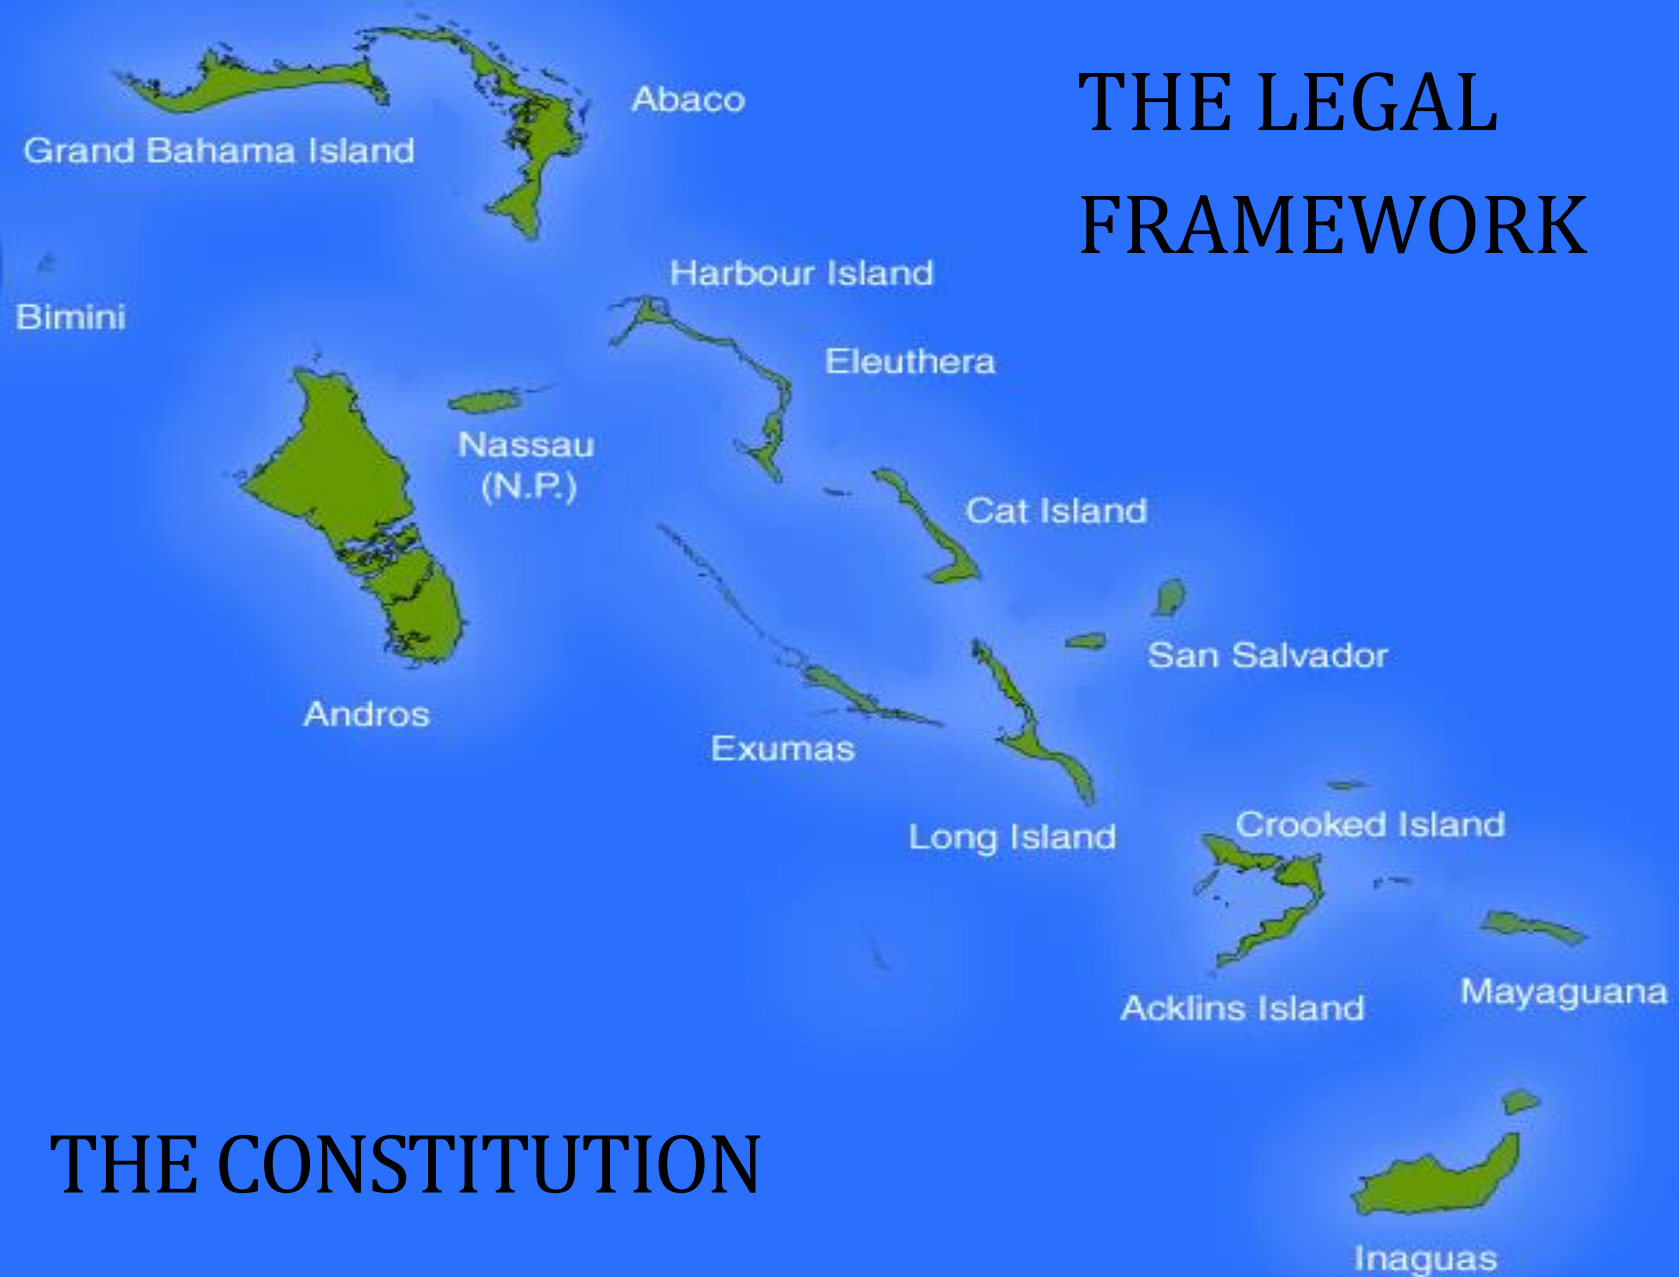 THE LEGAL
FRAMEWORK
Abaco
Grand Bahama Island
Harbour Island
Bimini
Eleuthera
Nassau
(N.P.)
Cat Island
San Salvador
Andros
Exumas
Long Island
Crooked Island
Acklins Island
Mayaguana
THE CONSTITUTION
Inaguas